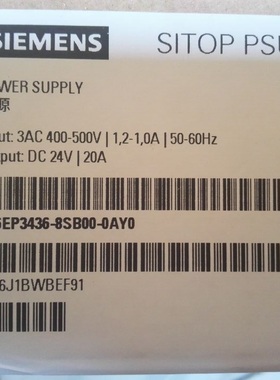 SIEMENS
SITOP PSU
OWER SUPPLY
源
ut: 3AC 400-500V | 1,2-1,0A | 50-60Hz
put: DC 24V | 20A
6EP3436-8SB00-0AY0
6J1BWBEF91